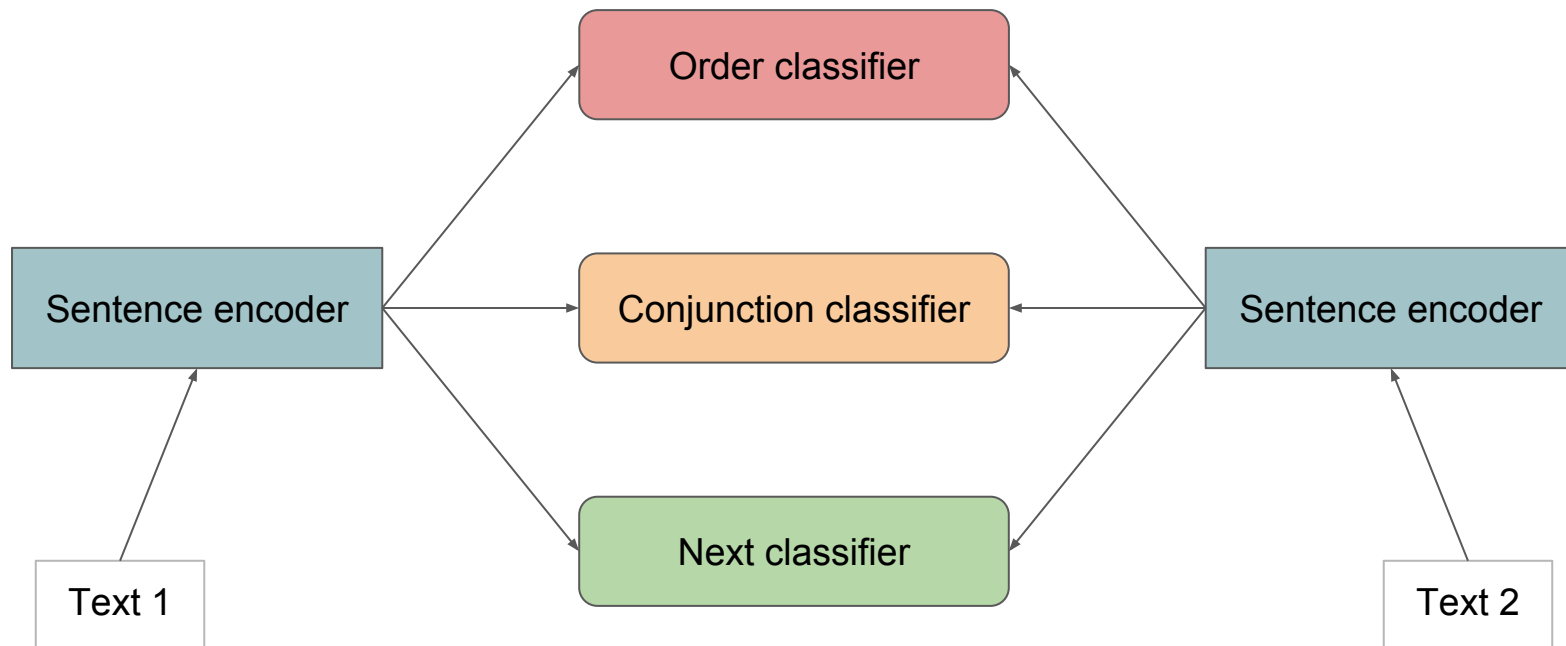 Order classifier
Sentence encoder
Conjunction classifier
Sentence encoder
Next classifier
Text 1
Text 2